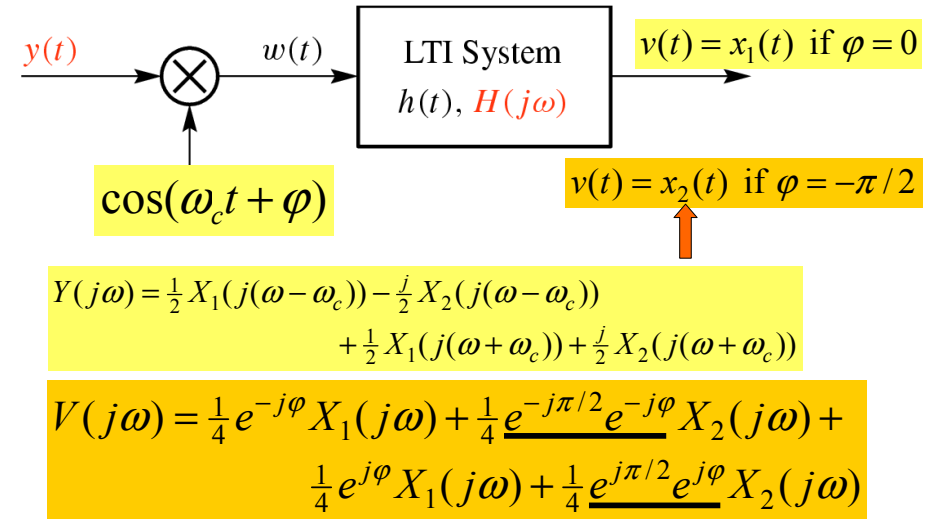 y(t)
w(t)
LTI System
h(t), H(jω)
v(t) = x₁(t) if φ = 0
cos(ω_c t + φ)
v(t) = x₂(t) if φ = −π / 2
Y(jω) = ½ X₁(j(ω − ω_c)) − j/2 X₂(j(ω − ω_c))
+ ½ X₁(j(ω + ω_c)) + j/2 X₂(j(ω + ω_c))
V(jω) = ¼ e^{−jφ} X₁(jω) + ¼ e^{−jπ/2} e^{−jφ} X₂(jω) +
¼ e^{jφ} X₁(jω) + ¼ e^{jπ/2} e^{jφ} X₂(jω)